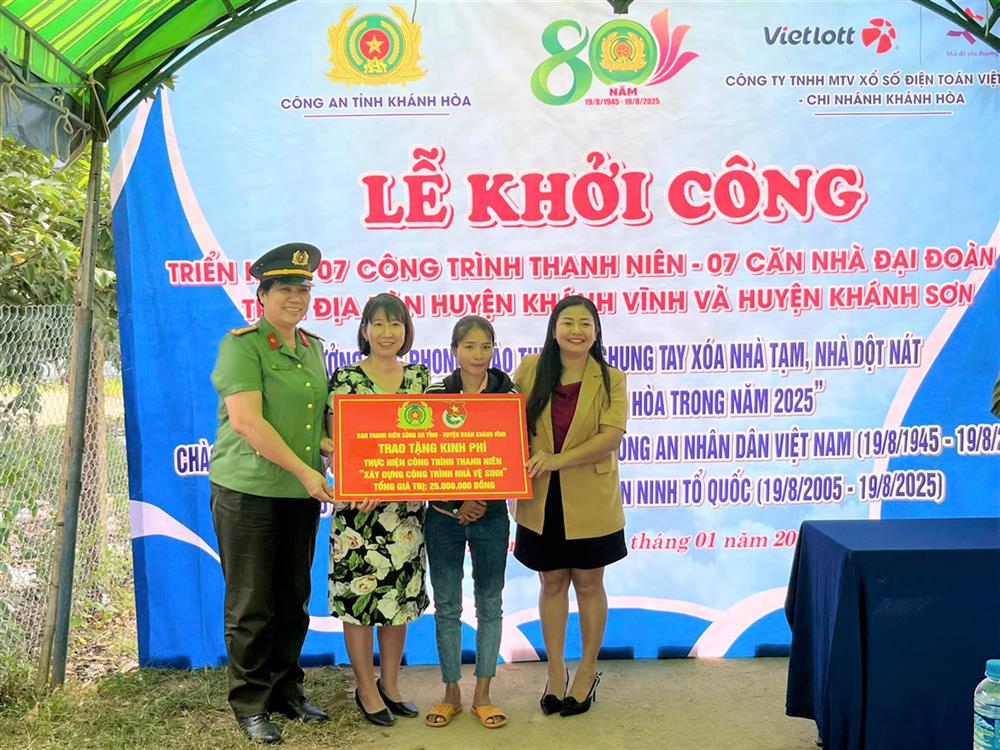 CÔNG AN TỈNH KHÁNH HÒA
80
NĂM
19/8/1945 - 19/8/2025
Vietlott
CÔNG TY TNHH MTV XỔ SỐ ĐIỆN TOÁN VIỆT
- CHI NHÁNH KHÁNH HÒA
LỄ KHỞI CÔNG
TRIỂN 07 CÔNG TRÌNH THANH NIÊN - 07 CĂN NHÀ ĐẠI ĐOÀN
ĐỊA HUYỆN KHÁNH VĨNH VÀ HUYỆN KHÁNH SƠN
PHONG CHUNG TAY XÓA NHÀ TẠM, NHÀ DỘT NÁT
HÒA TRONG NĂM 2025"
CÔNG AN NHÂN DÂN VIỆT NAM (19/8/1945 - 19/8/2
NINH TỔ QUỐC (19/8/2005 - 19/8/2025)
tháng 01 năm 20
BAN THANH NIÊN CÔNG AN TỈNH - HUYỆN ĐOÀN KHÁNH VĨNH
TRAO TẶNG KINH PHÍ
THỰC HIỆN CÔNG TRÌNH THANH NIÊN
"XÂY DỰNG CÔNG TRÌNH NHÀ VỆ SINH"
TỔNG GIÁ TRỊ: 25.000.000 ĐỒNG